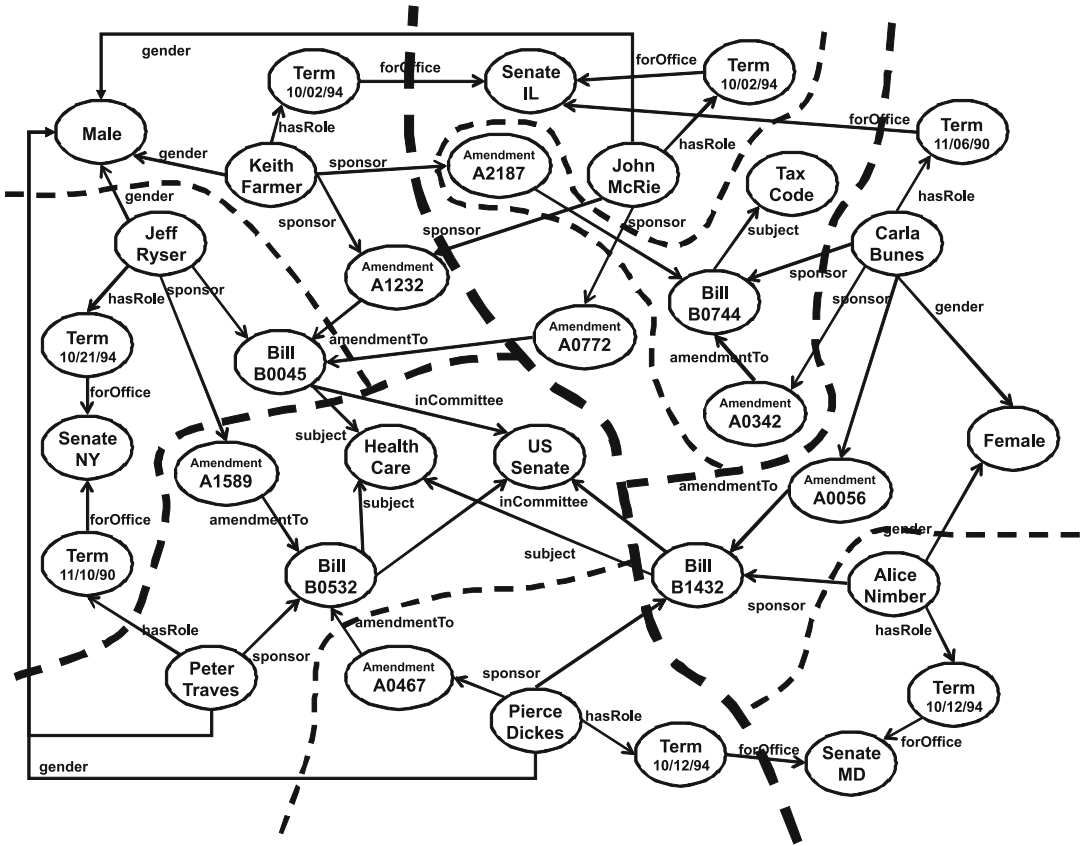 gender
Term
10/02/94
forOffice
Senate
IL
forOffice
Term
10/02/94
Male
hasRole
gender
Keith
Farmer
sponsor
Amendment
A2187
John
McRie
hasRole
forOffice
Term
11/06/90
Tax
Code
hasRole
gender
sponsor
sponsor
sponsor
subject
Jeff
Ryser
Carla
Bunes
hasRole
sponsor
Amendment
A1232
sponsor
sponsor
gender
Bill
B0744
Term
10/21/94
Bill
B0045
amendmentTo
Amendment
A0772
amendmentTo
forOffice
inCommittee
Amendment
A0342
Senate
NY
subject
Health
Care
US
Senate
Female
Amendment
A1589
amendmentTo
Amendment
A0056
subject
inCommittee
forOffice
amendmentTo
gender
Term
11/10/90
Bill
B0532
subject
Bill
B1432
Alice
Nimber
sponsor
hasRole
amendmentTo
hasRole
sponsor
Peter
Traves
Amendment
A0467
sponsor
Term
10/12/94
Pierce
Dickes
hasRole
Term
10/12/94
forOffice
Senate
MD
forOffice
gender